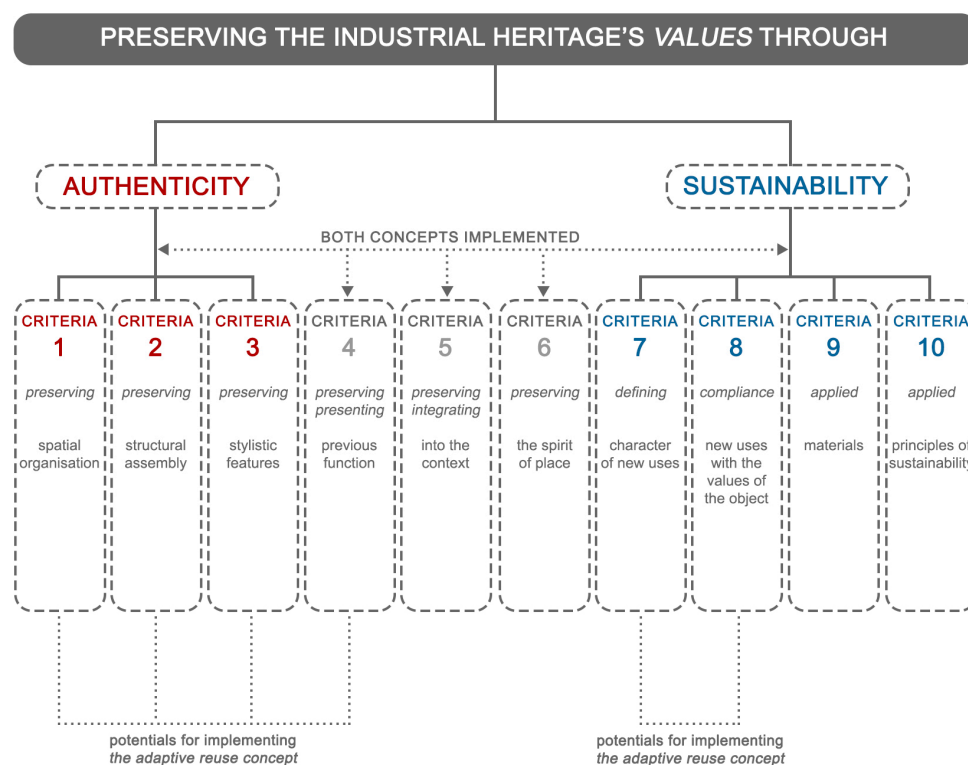 PRESERVING THE INDUSTRIAL HERITAGE'S VALUES THROUGH
AUTHENTICITY
SUSTAINABILITY
BOTH CONCEPTS IMPLEMENTED
CRITERIA
1
preserving
spatial
organisation
CRITERIA
2
preserving
structural
assembly
CRITERIA
3
preserving
stylistic
features
CRITERIA
4
preserving
presenting
previous
function
CRITERIA
5
preserving
integrating
into the
context
CRITERIA
6
preserving
the spirit
of place
CRITERIA
7
defining
character
of new uses
CRITERIA
8
compliance
new uses
with the
values of
the object
CRITERIA
9
applied
materials
CRITERIA
10
applied
principles of
sustainability
potentials for implementing
the adaptive reuse concept
potentials for implementing
the adaptive reuse concept